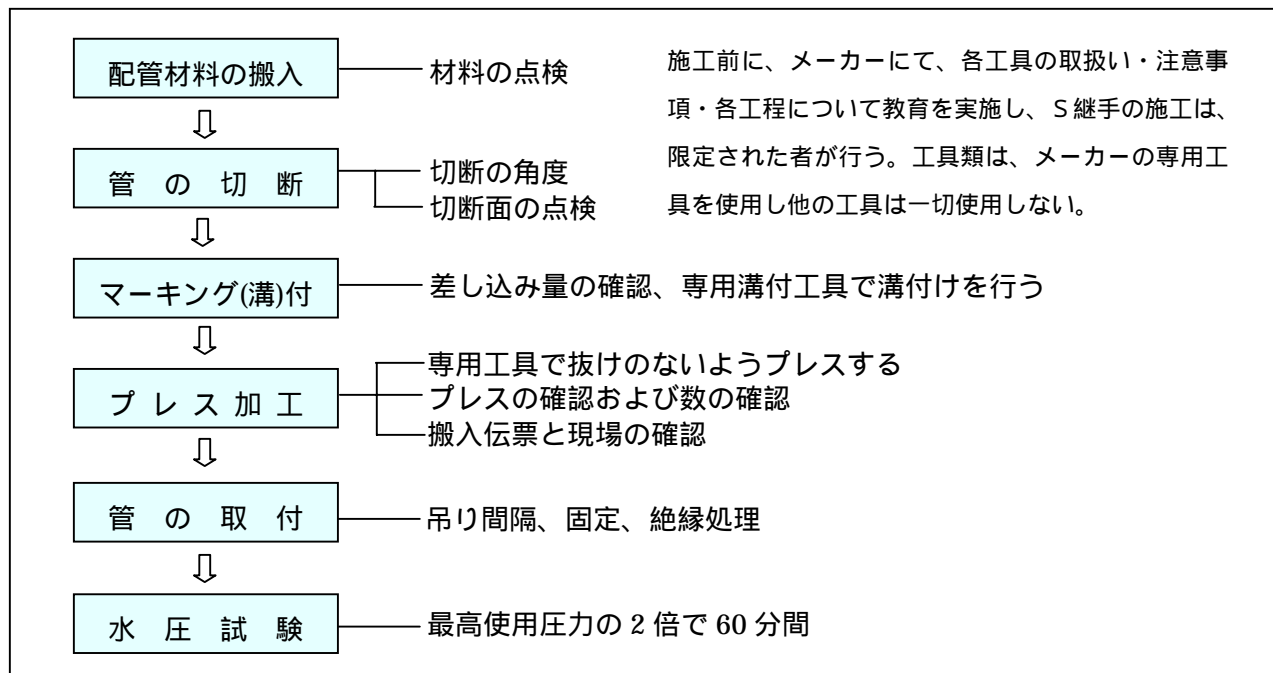 配管材料の搬入
材料の点検
施工前に、メーカーにて、各工具の取扱い・注意事
項・各工程について教育を実施し、S継手の施工は、
限定された者が行う。工具類は、メーカーの専用工
具を使用し他の工具は一切使用しない。
⇩
管の切断
切断の角度
切断面の点検
⇩
マーキング(溝)付
差し込み量の確認、専用溝付工具で溝付けを行う
⇩
プレス加工
専用工具で抜けのないようプレスする
プレスの確認および数の確認
搬入伝票と現場の確認
⇩
管の取付
吊り間隔、固定、絶縁処理
⇩
水圧試験
最高使用圧力の2倍で60分間